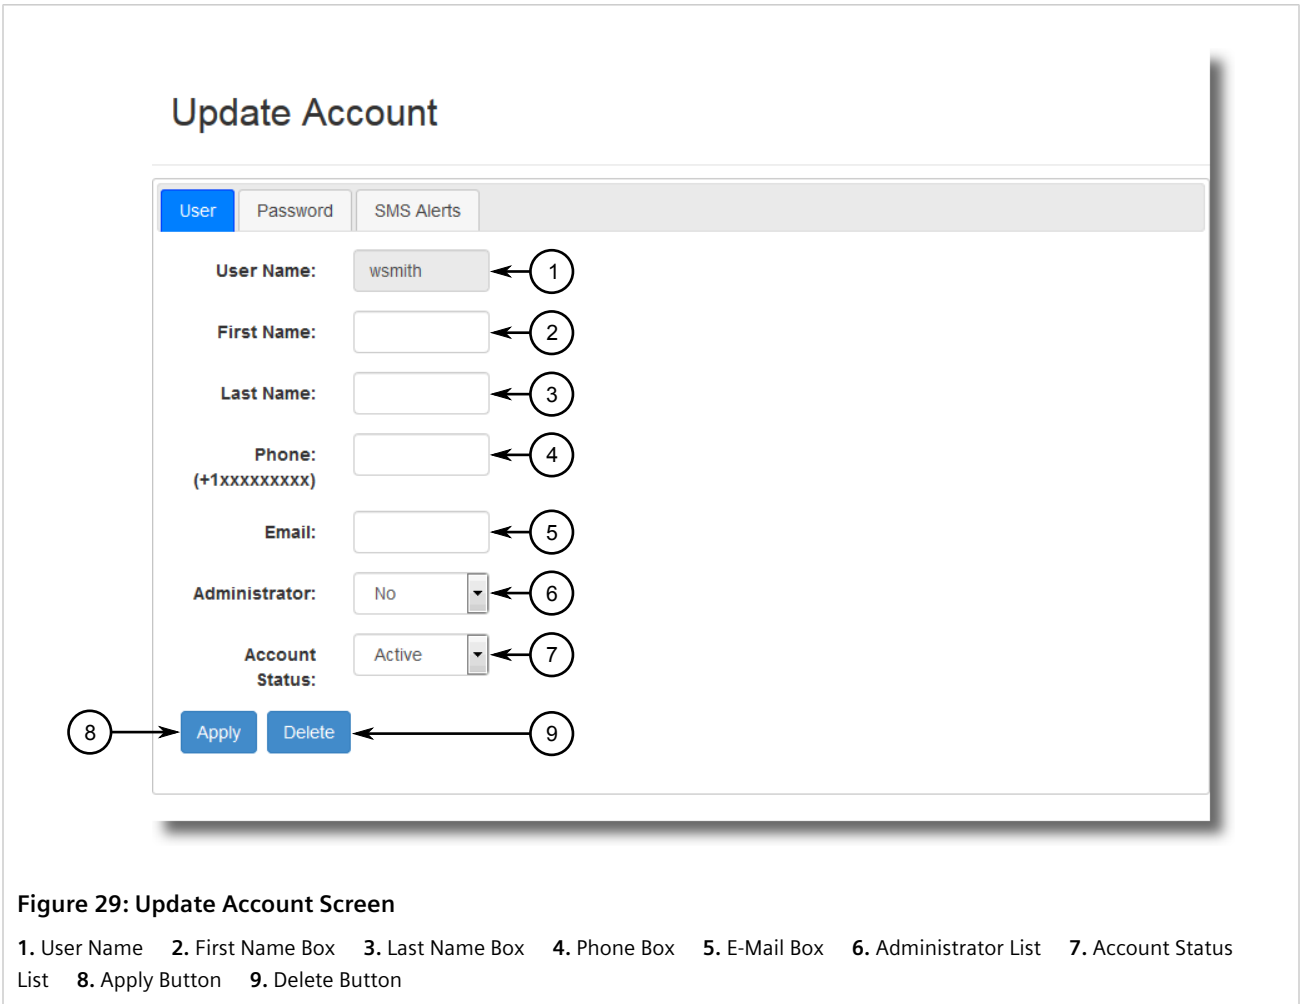 Update Account
User Password SMS Alerts
User Name: wsmith 1
First Name: 2
Last Name: 3
Phone: 4
(+1xxxxxxxxx)
Email: 5
Administrator: No 6
Account Active 7
Status:
8 Apply Delete 9
Figure 29: Update Account Screen
1. User Name 2. First Name Box 3. Last Name Box 4. Phone Box 5. E-Mail Box 6. Administrator List 7. Account Status
List 8. Apply Button 9. Delete Button